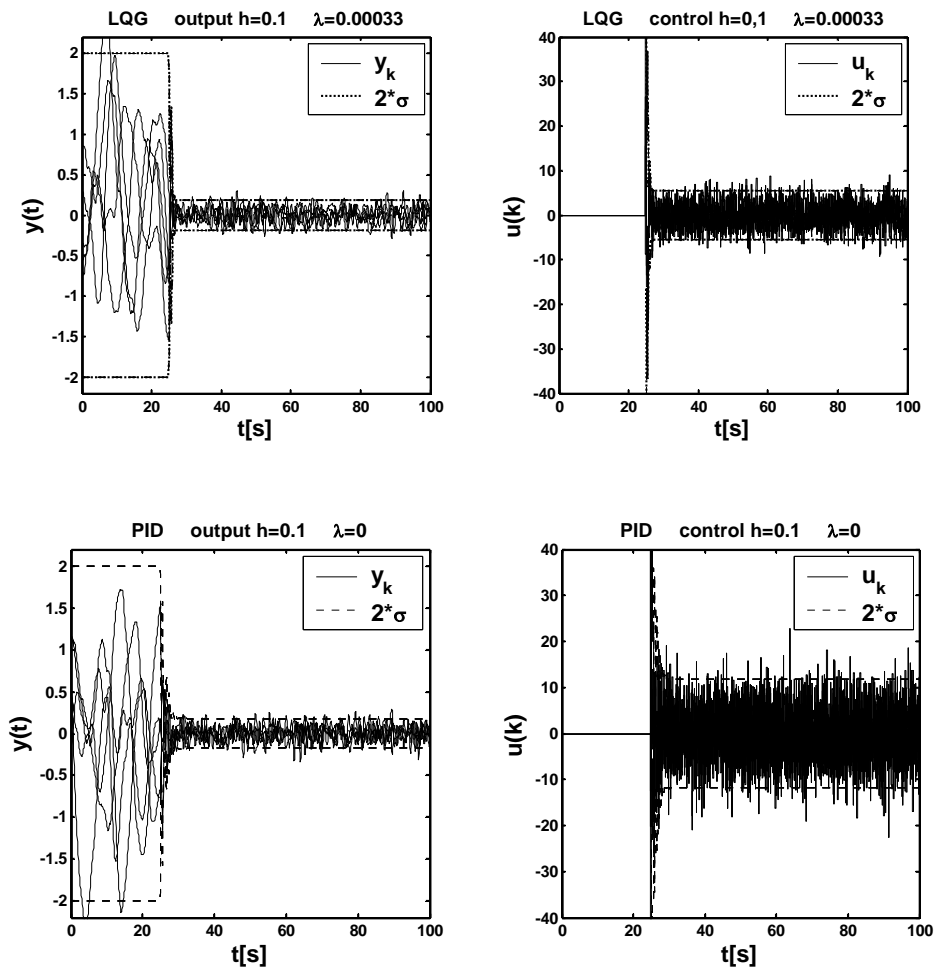 LQG output h=0.1 λ=0.00033
2
1.5
1
0.5
0
-0.5
-1
-1.5
-2
y(t)
y_k
2*σ
0 20 40 60 80 100
t[s]
LQG control h=0,1 λ=0.00033
40
30
20
10
0
-10
-20
-30
-40
u(k)
u_k
2*σ
0 20 40 60 80 100
t[s]
PID output h=0.1 λ=0
2
1.5
1
0.5
0
-0.5
-1
-1.5
-2
y(t)
y_k
2*σ
0 20 40 60 80 100
t[s]
PID control h=0.1 λ=0
40
30
20
10
0
-10
-20
-30
-40
u(k)
u_k
2*σ
0 20 40 60 80 100
t[s]